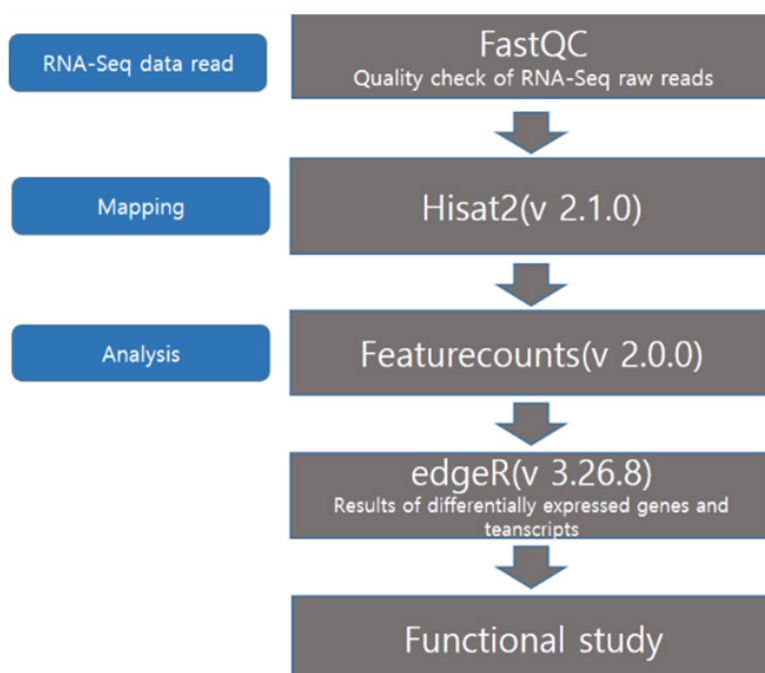 RNA-Seq data read
FastQC
Quality check of RNA-Seq raw reads
Mapping
Hisat2(v 2.1.0)
Analysis
Featurecounts(v 2.0.0)
edgeR(v 3.26.8)
Results of differentially expressed genes and
teanscripts
Functional study